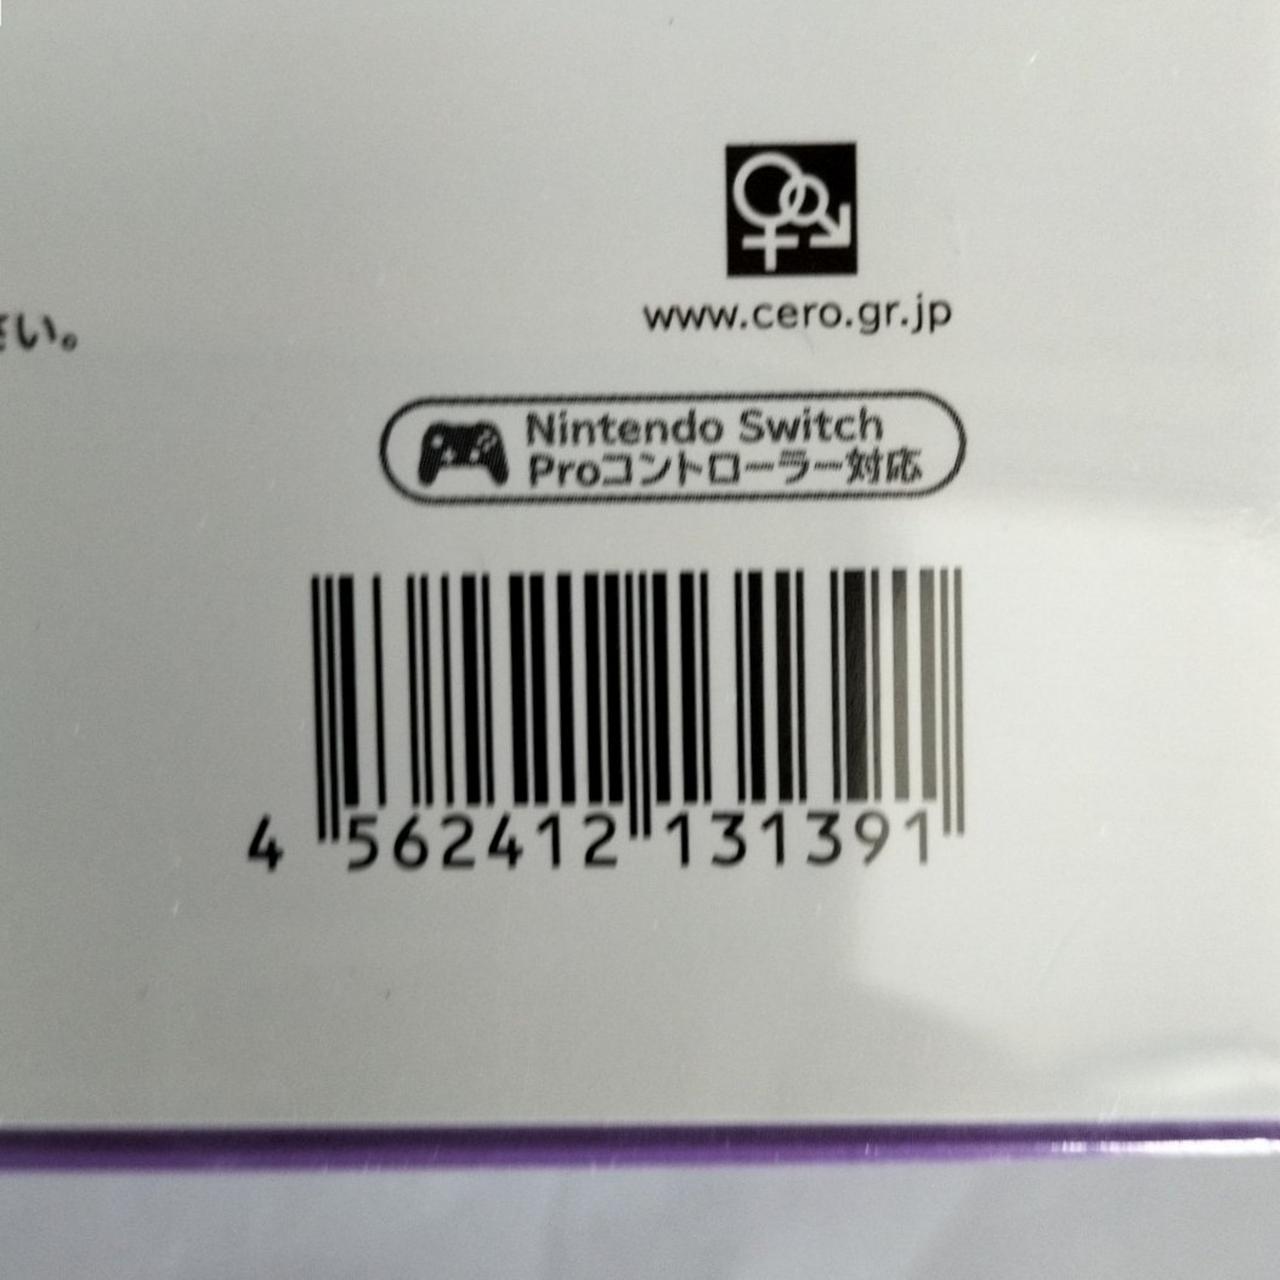 www.cero.gr.jp
さい。
Nintendo Switch
Proコントローラー対応
4 562412 131391